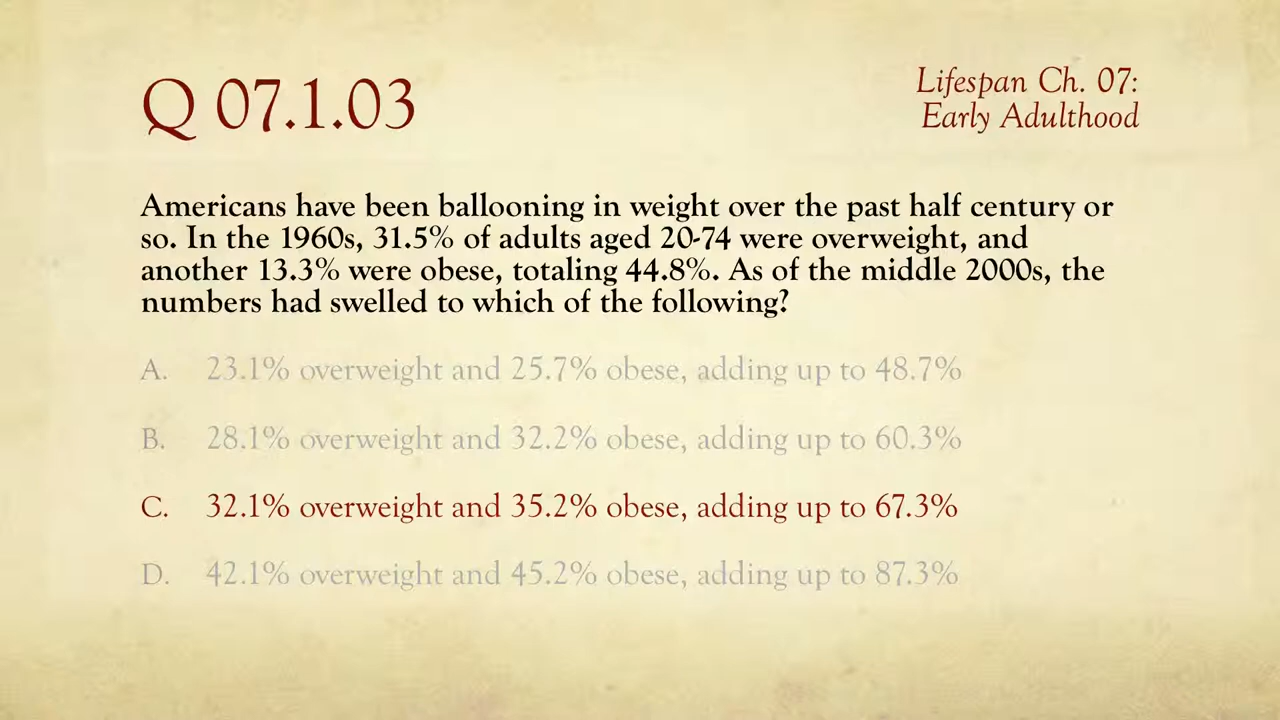 Q 07.1.03
Lifespan Ch. 07:
Early Adulthood
Americans have been ballooning in weight over the past half century or
so. In the 1960s, 31.5% of adults aged 20-74 were overweight, and
another 13.3% were obese, totaling 44.8%. As of the middle 2000s, the
numbers had swelled to which of the following?
A. 23.1% overweight and 25.7% obese, adding up to 48.7%
B. 28.1% overweight and 32.2% obese, adding up to 60.3%
C. 32.1% overweight and 35.2% obese, adding up to 67.3%
D. 42.1% overweight and 45.2% obese, adding up to 87.3%